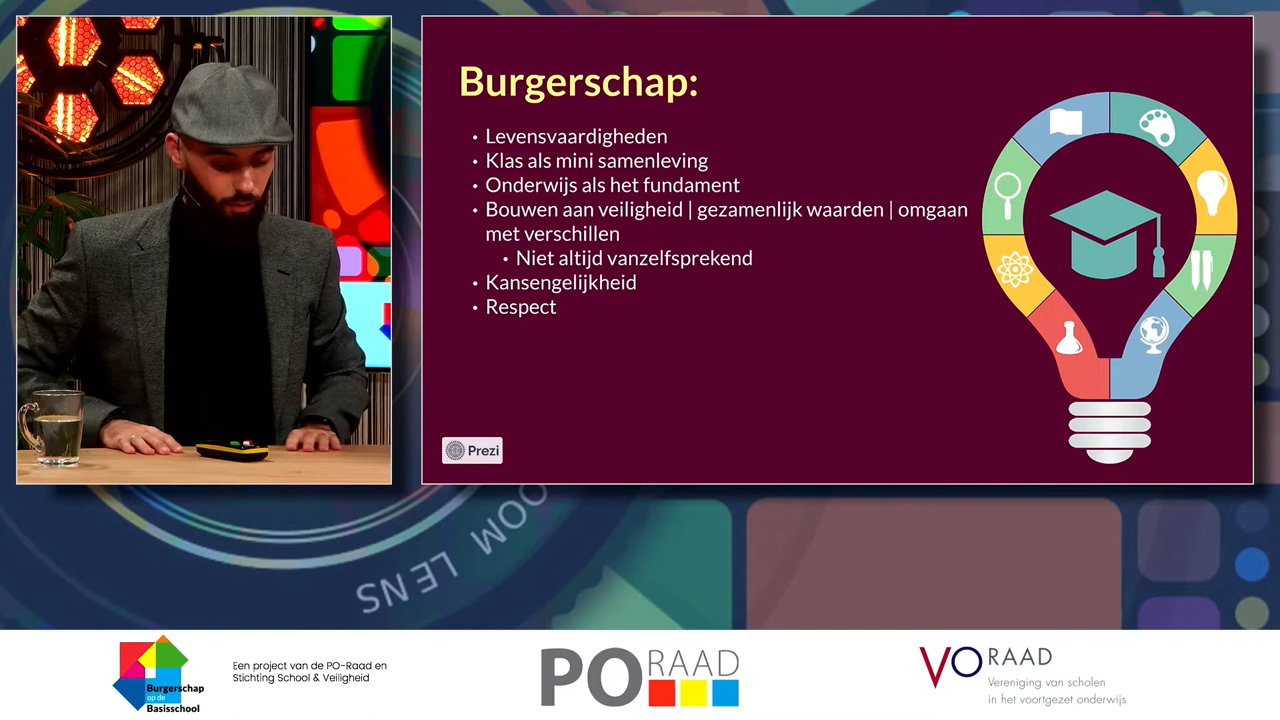 Burgerschap:
• Levensvaardigheden
• Klas als mini samenleving
• Onderwijs als het fundament
• Bouwen aan veiligheid | gezamenlijk waarden | omgaan
met verschillen
• Niet altijd vanzelfsprekend
• Kansengelijkheid
• Respect
Prezi
OOM LENS
Burgerschap
op de
Basisschool
Een project van de PO-Raad en
Stichting School & Veiligheid
PO RAAD
VO RAAD
Vereniging van scholen
in het voortgezet onderwijs